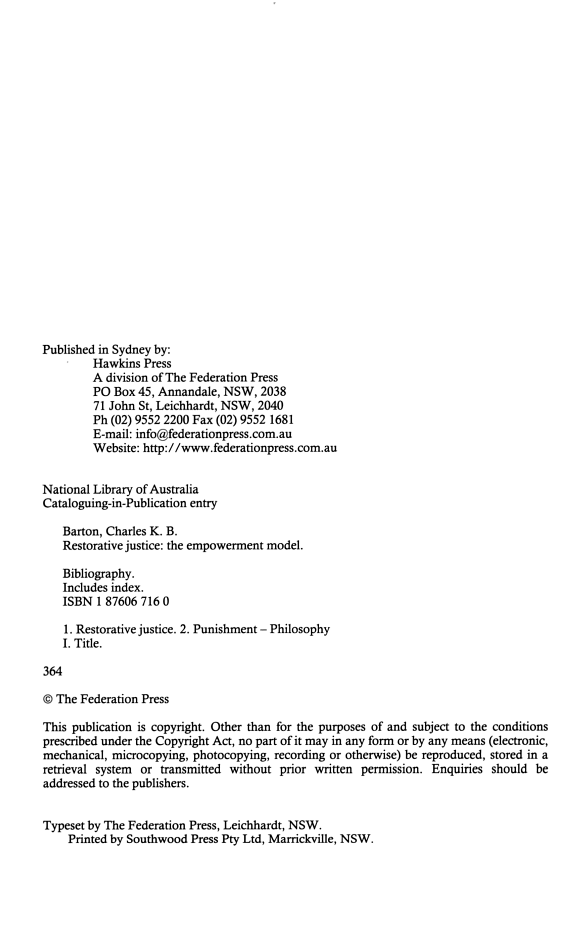 Published in Sydney by:
Hawkins Press
A division of The Federation Press
PO Box 45, Annandale, NSW, 2038
71 John St, Leichhardt, NSW, 2040
Ph (02) 9552 2200 Fax (02) 9552 1681
E-mail: info@federationpress.com.au
Website: http://www.federationpress.com.au
National Library of Australia
Cataloguing-in-Publication entry
Barton, Charles K. B.
Restorative justice: the empowerment model.
Bibliography.
Includes index.
ISBN 1 87606 716 0
1. Restorative justice. 2. Punishment – Philosophy
I. Title.
364
© The Federation Press
This publication is copyright. Other than for the purposes of and subject to the conditions
prescribed under the Copyright Act, no part of it may in any form or by any means (electronic,
mechanical, microcopying, photocopying, recording or otherwise) be reproduced, stored in a
retrieval system or transmitted without prior written permission. Enquiries should be
addressed to the publishers.
Typeset by The Federation Press, Leichhardt, NSW.
Printed by Southwood Press Pty Ltd, Marrickville, NSW.